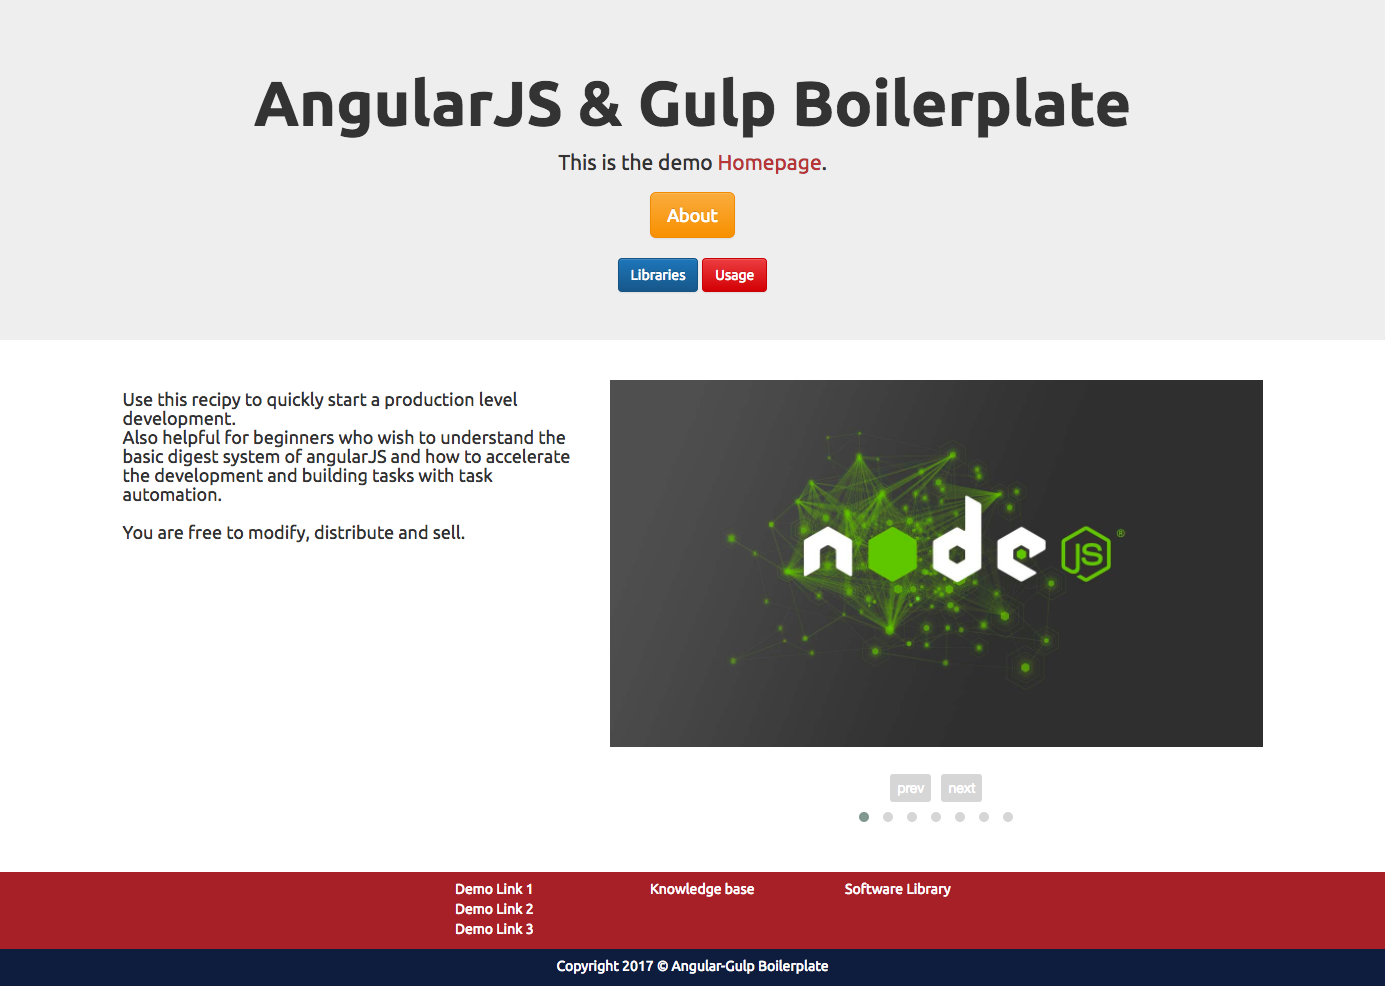 AngularJS & Gulp Boilerplate
This is the demo Homepage.
About
Libraries Usage
Use this recipy to quickly start a production level
development.
Also helpful for beginners who wish to understand the
basic digest system of angularJS and how to accelerate
the development and building tasks with task
automation.
You are free to modify, distribute and sell.
node JS ®
prev next
Demo Link 1 Knowledge base Software Library
Demo Link 2
Demo Link 3
Copyright 2017 © Angular-Gulp Boilerplate